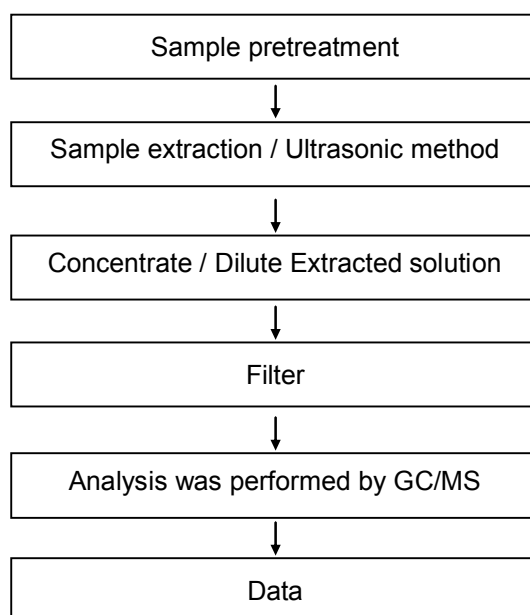 Sample pretreatment
Sample extraction / Ultrasonic method
Concentrate / Dilute Extracted solution
Filter
Analysis was performed by GC/MS
Data